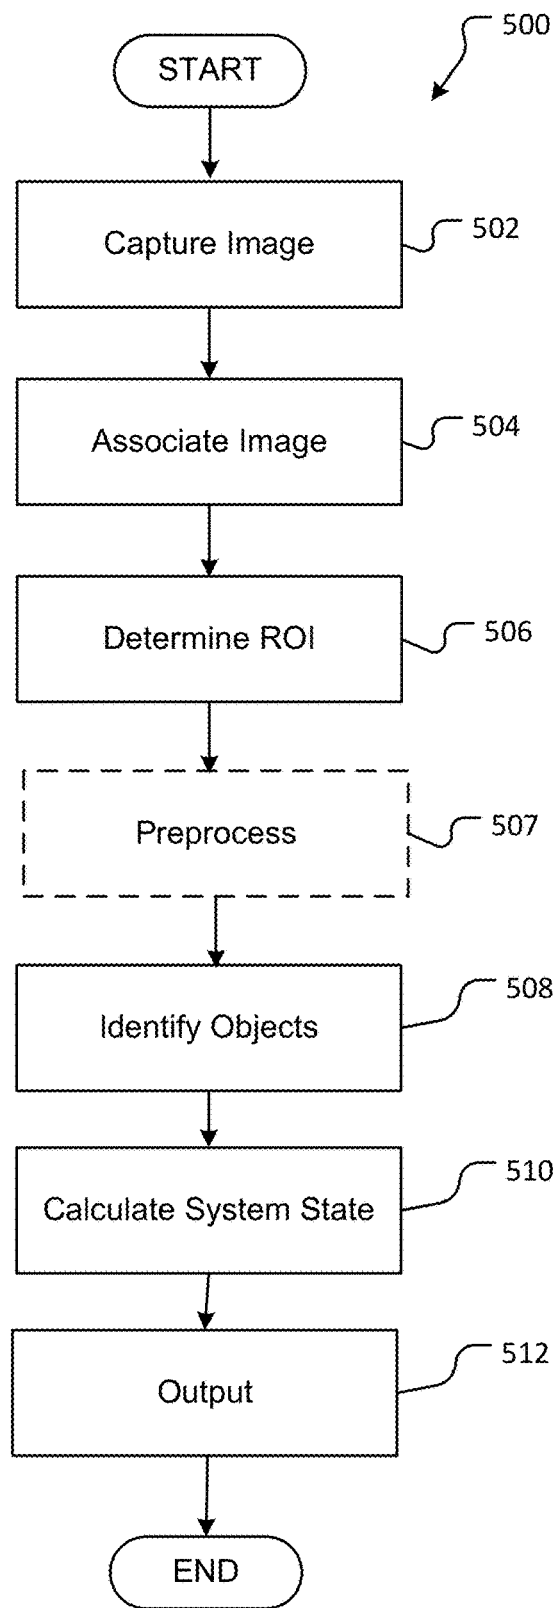 500
START
Capture Image
502
Associate Image
504
Determine ROI
506
Preprocess
507
Identify Objects
508
Calculate System State
510
Output
512
END